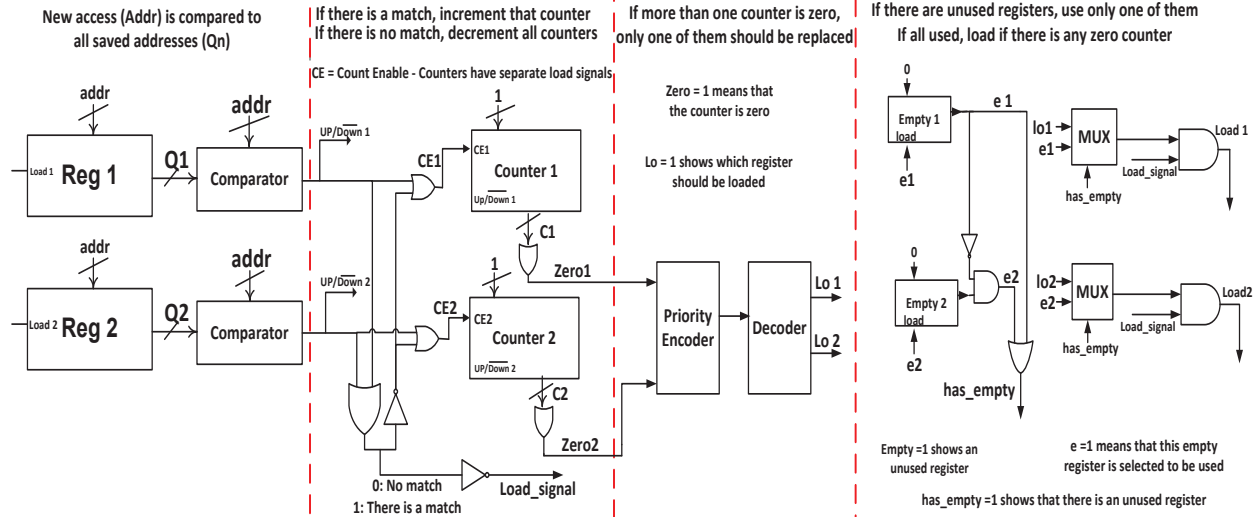 New access (Addr) is compared to
all saved addresses (Qn)
addr
Load 1
Reg 1
Q1
addr
Comparator
addr
Load 2
Reg 2
Q2
addr
Comparator
If there is a match, increment that counter
If there is no match, decrement all counters
CE = Count Enable - Counters have separate load signals
UP/Down 1
CE1
1
CE1
Counter 1
Up/Down 1
C1
Zero1
UP/Down 2
CE2
1
CE2
Counter 2
UP/Down 2
C2
Zero2
0: No match
1: There is a match
Load_signal
If more than one counter is zero,
only one of them should be replaced
Zero = 1 means that
the counter is zero
Lo = 1 shows which register
should be loaded
Priority
Encoder
Decoder
Lo 1
Lo 2
If there are unused registers, use only one of them
If all used, load if there is any zero counter
0
Empty 1
load
e1
e 1
0
Empty 2
load
e2
e2
has_empty
lo1
e1
MUX
has_empty
Load_signal
Load 1
lo2
e2
MUX
has_empty
Load_signal
Load2
Empty =1 shows an
unused register
e =1 means that this empty
register is selected to be used
has_empty =1 shows that there is an unused register